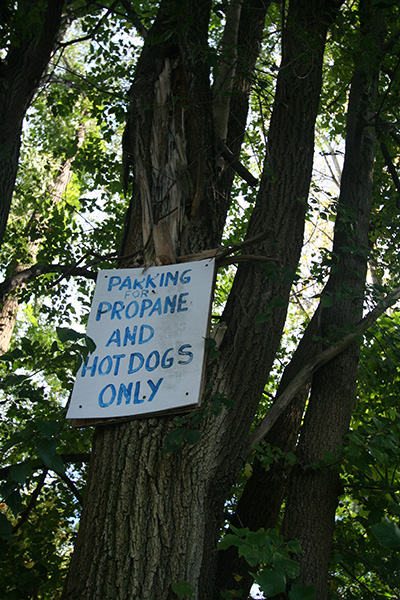 PARKING
FOR
PROPANE
AND
HOT DOGS
ONLY